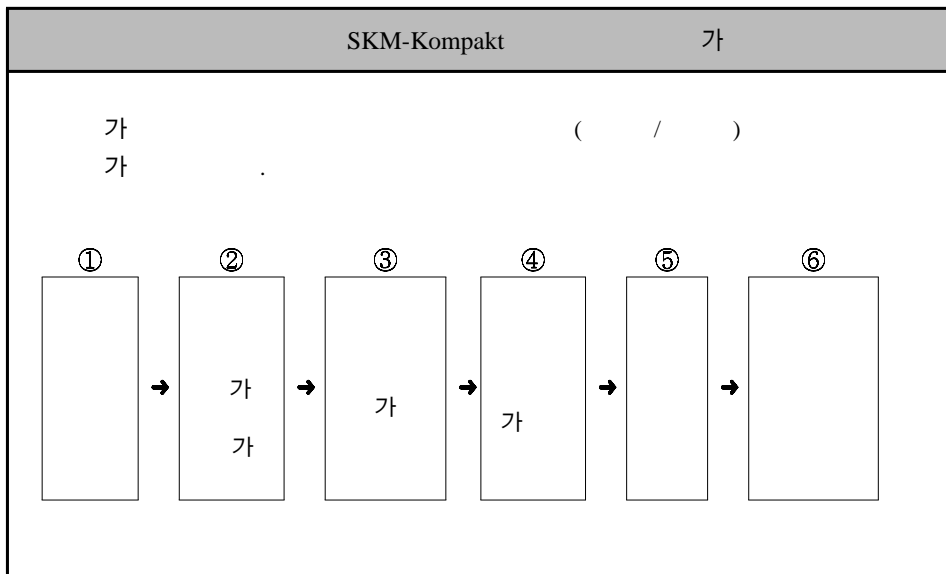 SKM-Kompakt 가
가 ( / )
가 .
① ② ③ ④ ⑤ ⑥
➜ 가 ➜ 가 ➜ 가 ➜ ➜
가